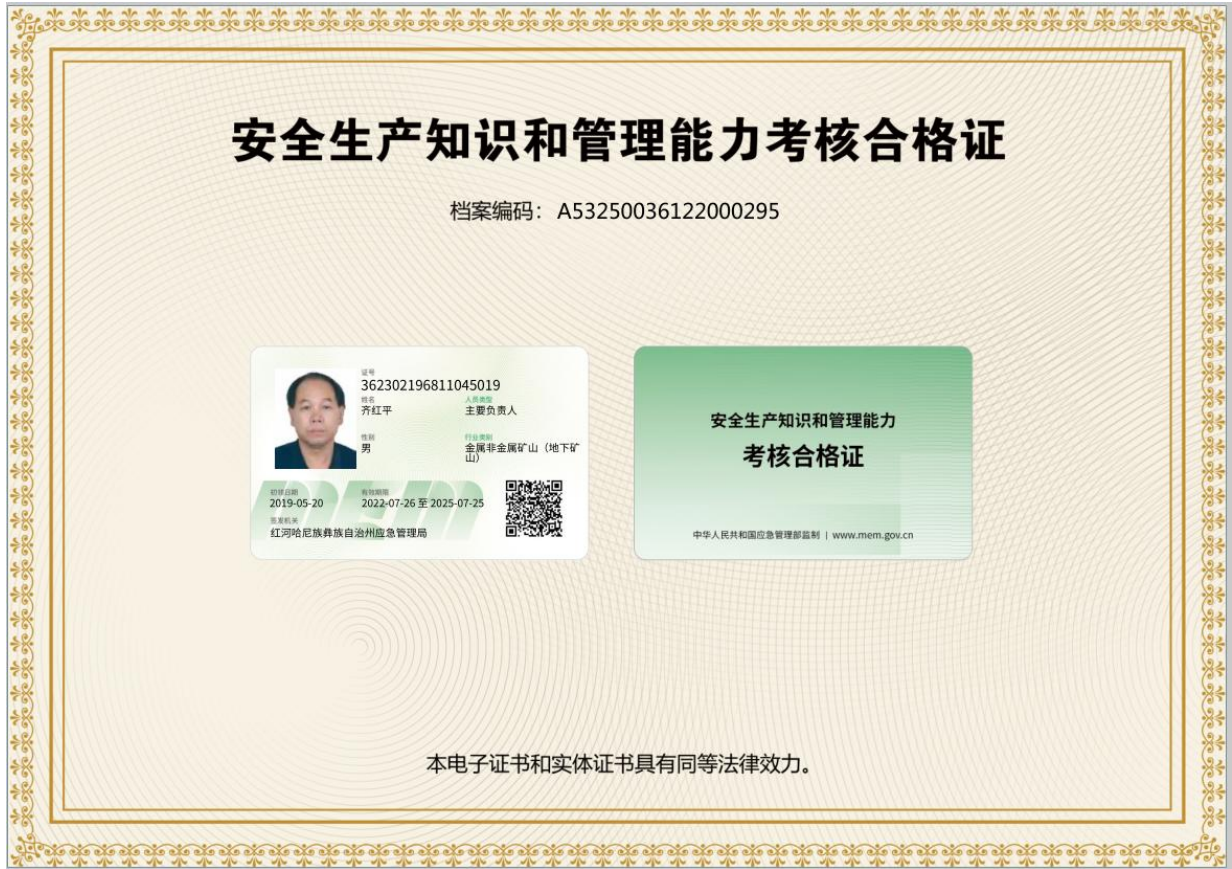 安全生产知识和管理能力考核合格证
档案编码： A53250036122000295
证号
362302196811045019
姓名 人员类型
齐红平 主要负责人
性别 行业类别
男 金属非金属矿山（地下矿
山）
初领日期 有效期限
2019-05-20 2022-07-26 至 2025-07-25
签发机关
红河哈尼族彝族自治州应急管理局
mem
安全生产知识和管理能力
考核合格证
中华人民共和国应急管理部监制 | www.mem.gov.cn
本电子证书和实体证书具有同等法律效力。